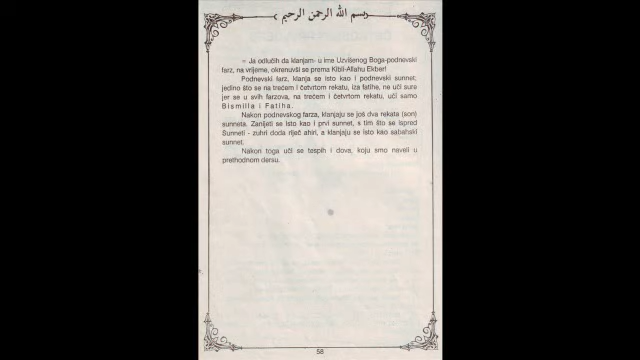 بسم الله الرحمن الرحيم
= Ja odlučih da klanjam u ime Uzvišenog Boga-podnevski
farz, na vrijeme, okrenuvši se prema Kibli-Allahu Ekber!
Podnevski farz, klanja se isto kao i podnevski sunnet,
jedino što se na trećem i četvrtom rekatu, iza fatihe, ne uči sure
jer se u svih farzova, na trećem i četvrtom rekatu, uči samo
Bismilla i Fatiha.
Nakon podnevskog farza, klanjaju se još dva rekata (son)
sunneta. Zanijeti se isto kao i prvi sunnet, s tim što se ispred
Sunneti - zuhri doda riječ ahiri, a klanjaju se isto kao sabahski
sunnet.
Nakon toga uči se tespih i dova, koju smo naveli u
prethodnom dersu.
58